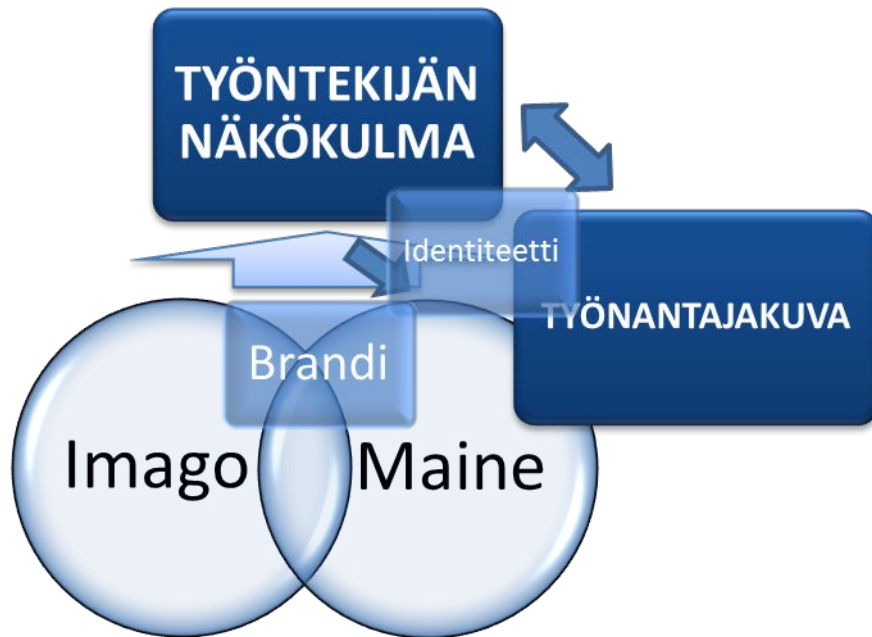 TYÖNTEKIJÄN
NÄKÖKULMA
Identiteetti
TYÖNANTAJAKUVA
Brandi
Imago
Maine